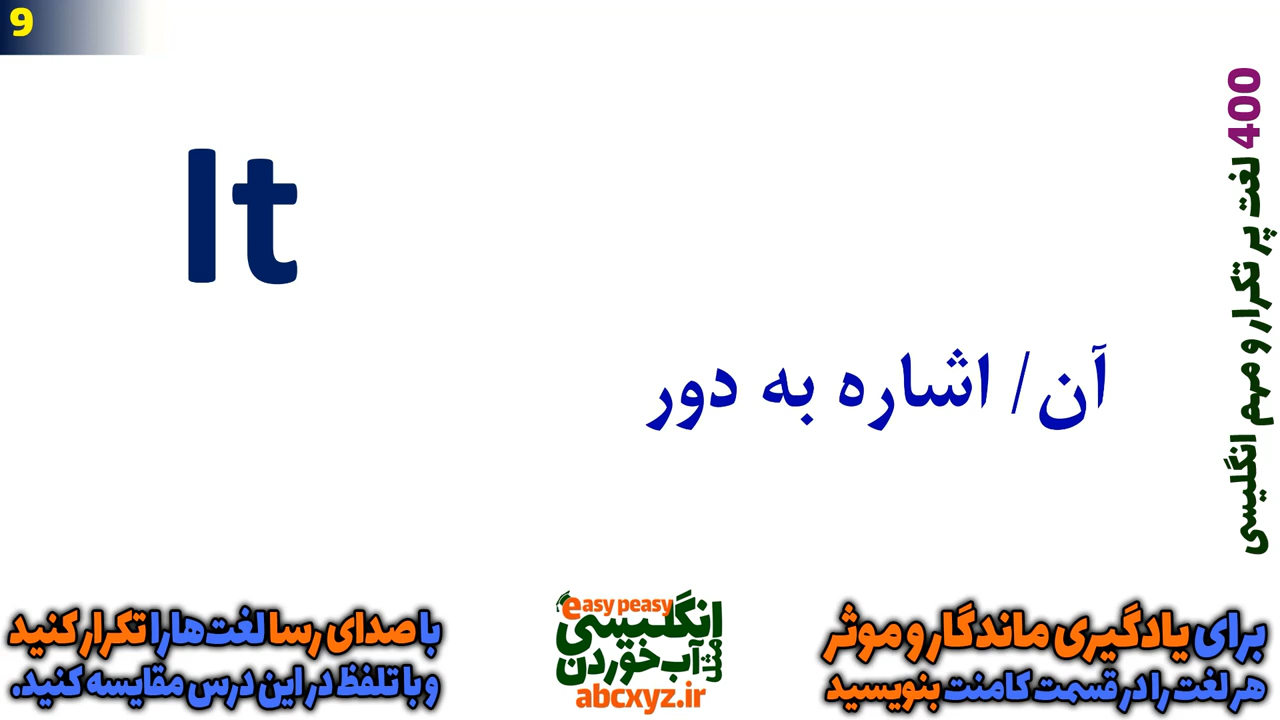 9
It
آن/ اشاره به دور
400 لغت پر تکرار و مهم انگلیسی
با صدای رسا لغت‌ها را تکرار کنید
و با تلفظ در این درس مقایسه کنید.
easy peasy
انگلیسی
مثل آب خوردن
abcxyz.ir
برای یادگیری ماندگار و موثر
هر لغت را در قسمت کامنت بنویسید